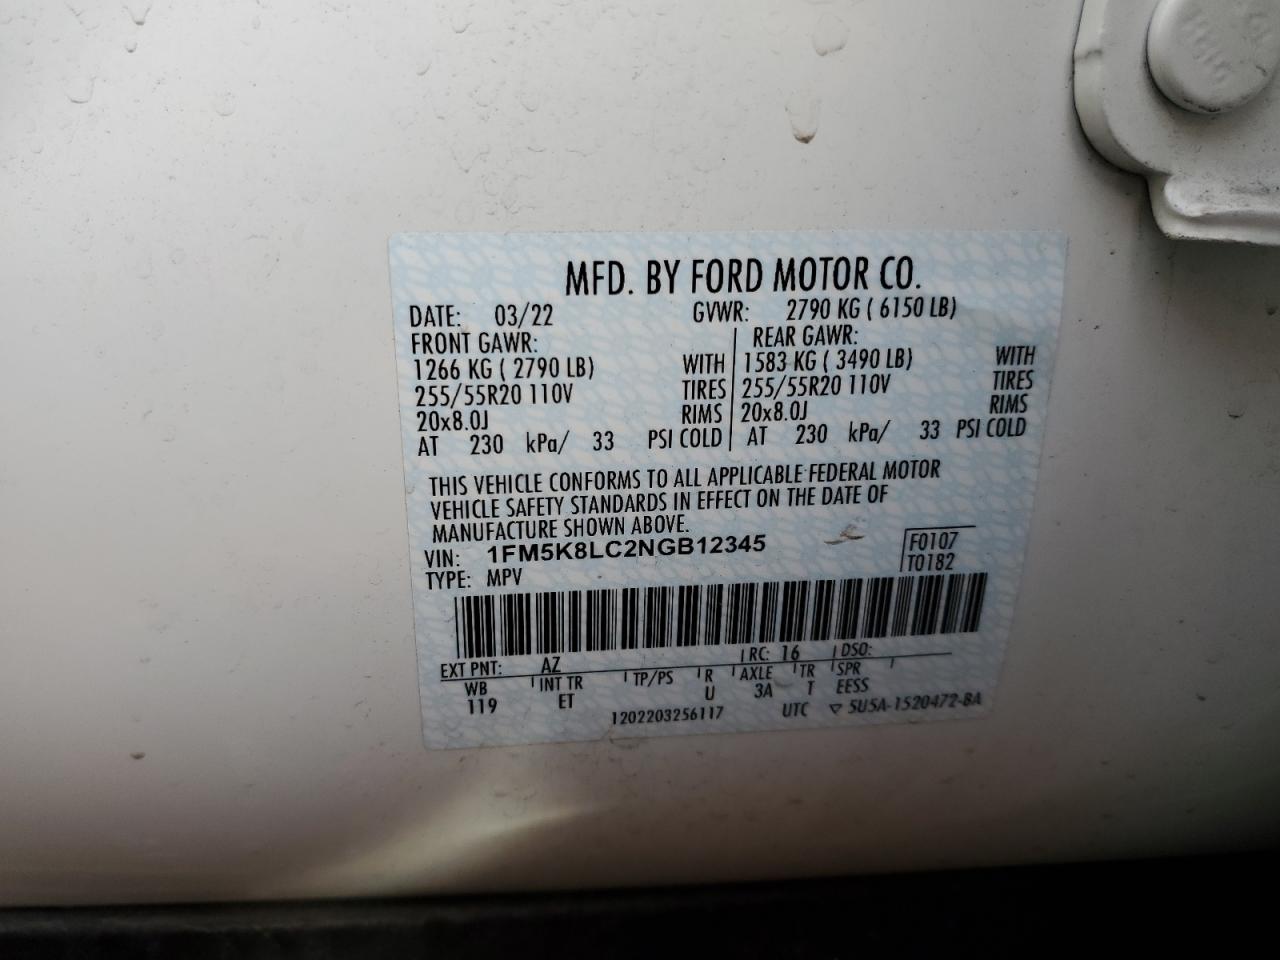 MFD. BY FORD MOTOR CO.
DATE: 03/22 GVWR: 2790 KG ( 6150 LB)
FRONT GAWR: REAR GAWR:
1266 KG ( 2790 LB) WITH 1583 KG ( 3490 LB) WITH
255/55R20 110V TIRES 255/55R20 110V TIRES
20x8.0J RIMS 20x8.0J RIMS
AT 230 kPa/ 33 PSI COLD AT 230 kPa/ 33 PSI COLD
THIS VEHICLE CONFORMS TO ALL APPLICABLE FEDERAL MOTOR
VEHICLE SAFETY STANDARDS IN EFFECT ON THE DATE OF
MANUFACTURE SHOWN ABOVE.
VIN: 1FM5K8LC2NGB12345 F0107
TYPE: MPV T0182
EXT PNT: AZ RC: 16 DSO:
WB INT TR TP/PS R AXLE TR SPR
119 ET U 3A T EESS
1202203256117 UTC ▽ 5U5A-1520472-BA